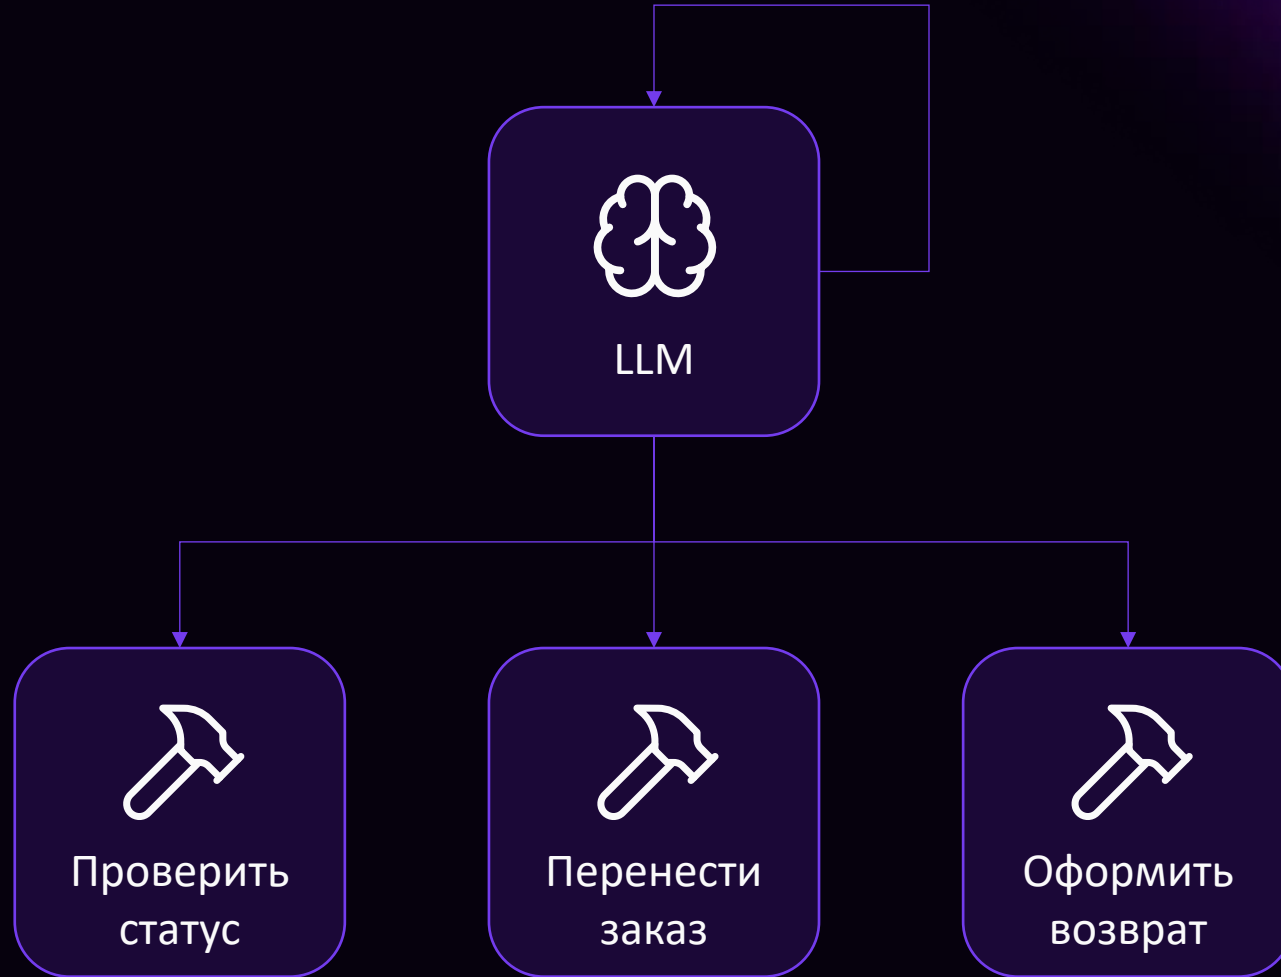 LLM
Проверить
статус
Перенести
заказ
Оформить
возврат